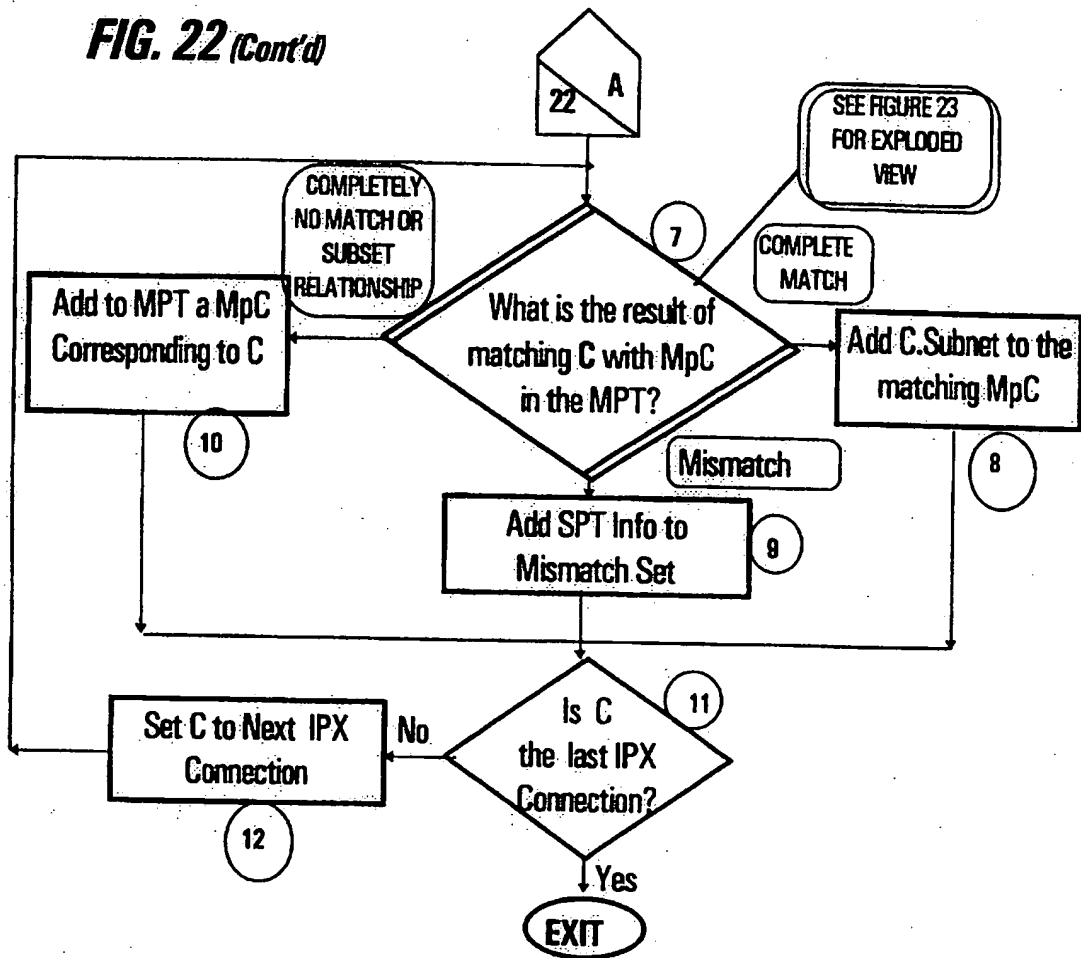 FIG. 22 (Cont'd)
22 A
SEE FIGURE 23
FOR EXPLODED
VIEW
COMPLETELY
NO MATCH OR
SUBSET
RELATIONSHIP
7
COMPLETE
MATCH
Add to MPT a MpC
Corresponding to C
10
What is the result of
matching C with MpC
in the MPT?
Add C.Subnet to the
matching MpC
8
Mismatch
Add SPT Info to
Mismatch Set
9
Is C
the last IPX
Connection?
11
No
Set C to Next IPX
Connection
12
Yes
EXIT